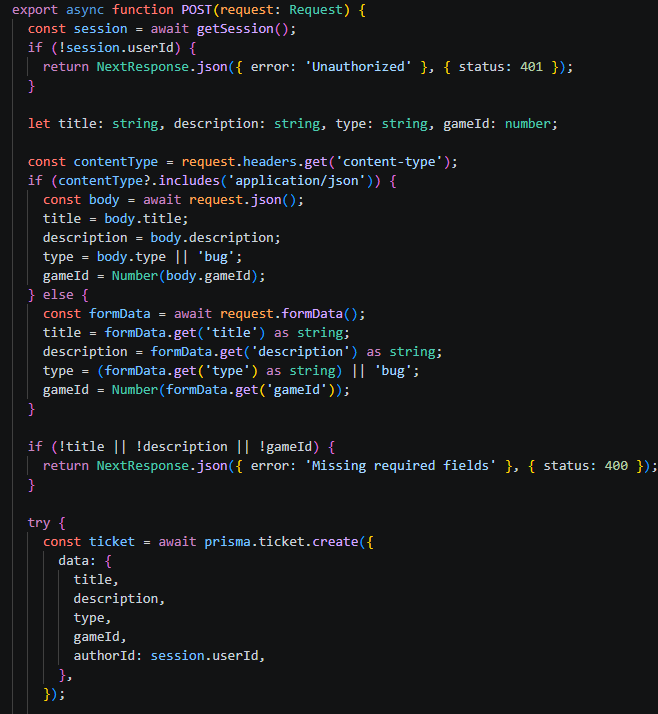 export async function POST(request: Request) {
  const session = await getSession();
  if (!session.userId) {
    return NextResponse.json({ error: 'Unauthorized' }, { status: 401 });
  }

  let title: string, description: string, type: string, gameId: number;

  const contentType = request.headers.get('content-type');
  if (contentType?.includes('application/json')) {
    const body = await request.json();
    title = body.title;
    description = body.description;
    type = body.type || 'bug';
    gameId = Number(body.gameId);
  } else {
    const formData = await request.formData();
    title = formData.get('title') as string;
    description = formData.get('description') as string;
    type = (formData.get('type') as string) || 'bug';
    gameId = Number(formData.get('gameId'));
  }

  if (!title || !description || !gameId) {
    return NextResponse.json({ error: 'Missing required fields' }, { status: 400 });
  }

  try {
    const ticket = await prisma.ticket.create({
      data: {
        title,
        description,
        type,
        gameId,
        authorId: session.userId,
      },
    });